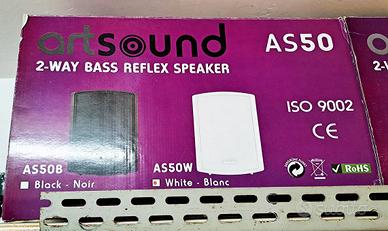 artsound
AS50
2-WAY BASS REFLEX SPEAKER
ISO 9002
CE
AS50B
Black - Noir
AS50W
White - Blanc
RoHS